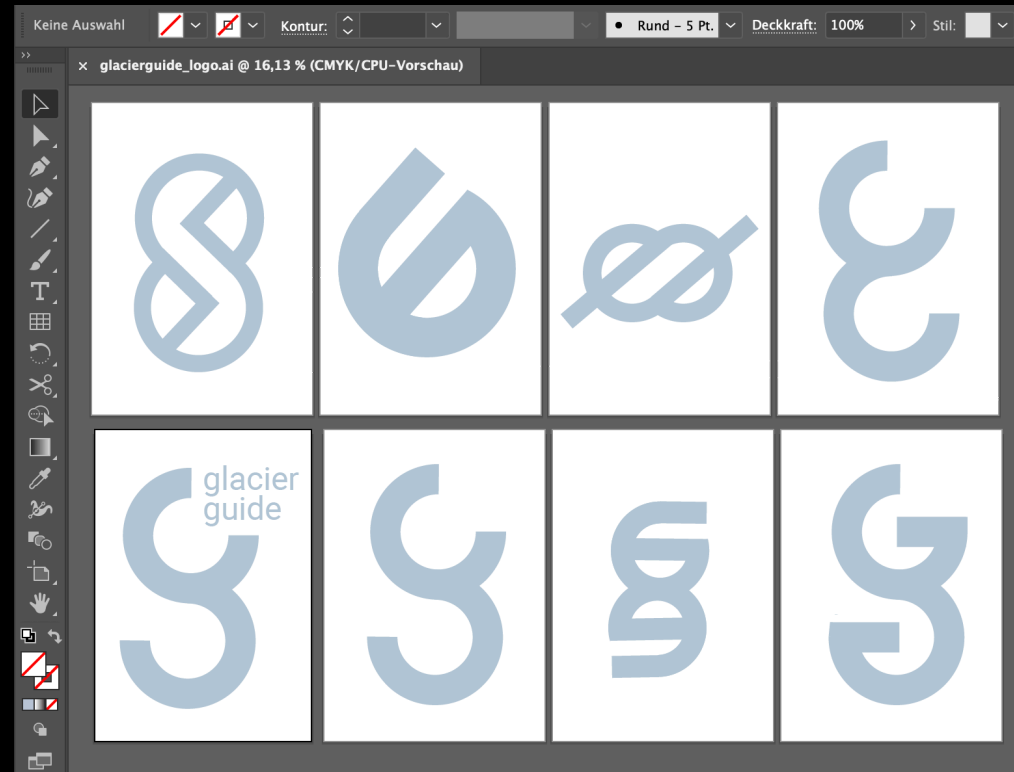 Keine Auswahl Kontur: Rund – 5 Pt. Deckkraft: 100% Stil:
× glacierguide_logo.ai @ 16,13 % (CMYK/CPU-Vorschau)
glacier
guide